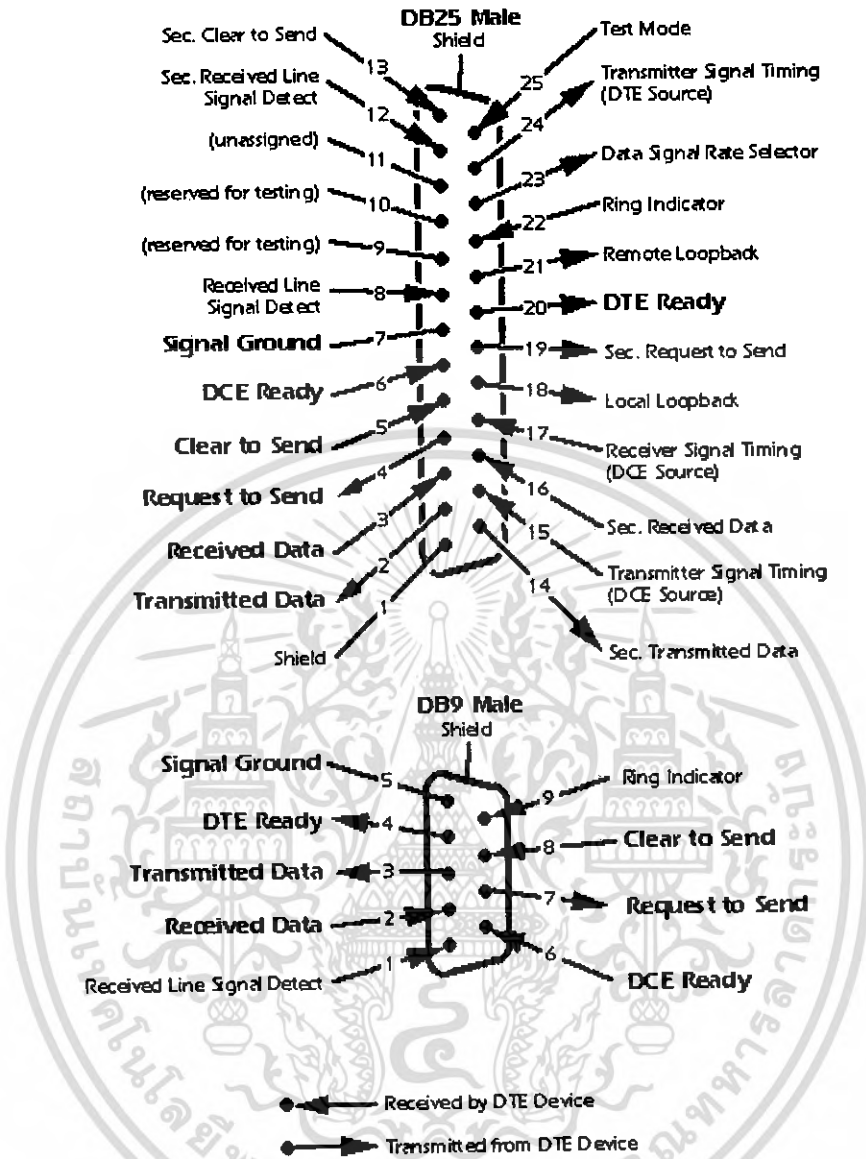 DB25 Male
Shield
Sec. Clear to Send
13
Sec. Received Line
Signal Detect
12
(unassigned)
11
(reserved for testing)
10
(reserved for testing)
9
Received Line
Signal Detect
8
Signal Ground
7
DCE Ready
6
Clear to Send
5
Request to Send
4
Received Data
3
Transmitted Data
2
Shield
1
Test Mode
25
Transmitter Signal Timing
(DTE Source)
24
Data Signal Rate Selector
23
Ring Indicator
22
Remote Loopback
21
DTE Ready
20
Sec. Request to Send
19
Local Loopback
18
Receiver Signal Timing
(DCE Source)
17
Sec. Received Data
16
Transmitter Signal Timing
(DCE Source)
15
Sec. Transmitted Data
14
DB9 Male
Shield
Signal Ground
5
DTE Ready
4
Transmitted Data
3
Received Data
2
Received Line Signal Detect
1
Ring Indicator
9
Clear to Send
8
Request to Send
7
DCE Ready
6
Received by DTE Device
Transmitted from DTE Device